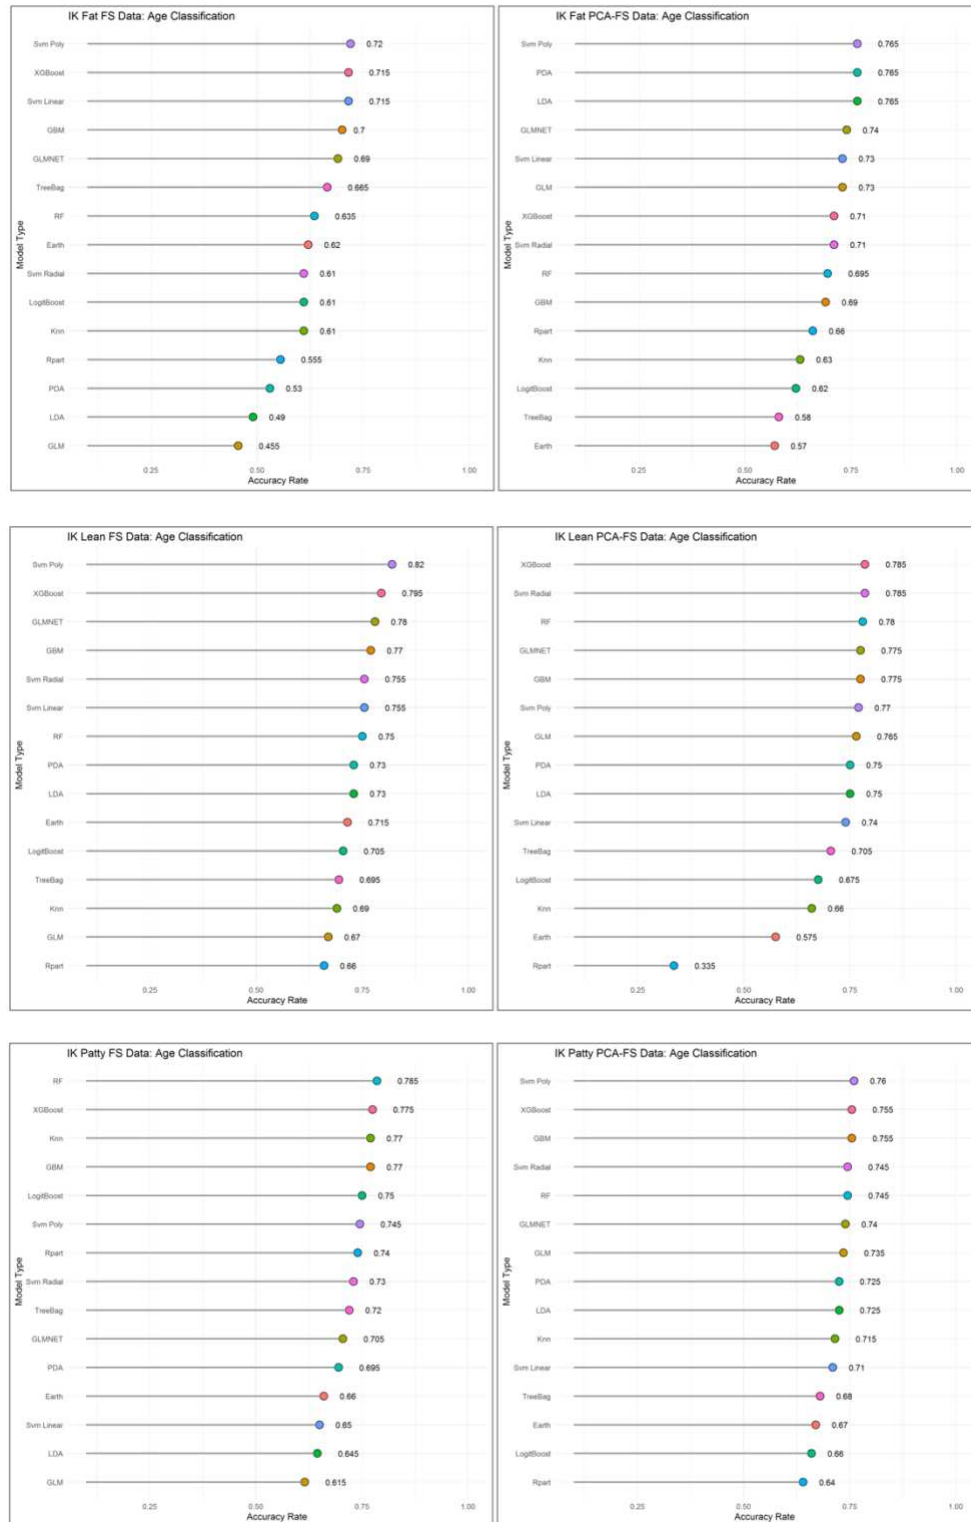 IK Fat FS Data: Age Classification
Model Type
Svm Poly 0.72
XGBoost 0.715
Svm Linear 0.715
GBM 0.7
GLMNET 0.69
TreeBag 0.665
RF 0.635
Earth 0.62
Svm Radial 0.61
LogitBoost 0.61
Knn 0.61
Rpart 0.555
PDA 0.53
LDA 0.49
GLM 0.455
0.25 0.50 0.75 1.00
Accuracy Rate
IK Fat PCA-FS Data: Age Classification
Model Type
Svm Poly 0.765
PDA 0.765
LDA 0.765
GLMNET 0.74
Svm Linear 0.73
GLM 0.73
XGBoost 0.71
Svm Radial 0.71
RF 0.695
GBM 0.69
Rpart 0.66
Knn 0.63
LogitBoost 0.62
TreeBag 0.58
Earth 0.57
0.25 0.50 0.75 1.00
Accuracy Rate
IK Lean FS Data: Age Classification
Model Type
Svm Poly 0.82
XGBoost 0.795
GLMNET 0.78
GBM 0.77
Svm Radial 0.755
Svm Linear 0.755
RF 0.75
PDA 0.73
LDA 0.73
Earth 0.715
LogitBoost 0.705
TreeBag 0.695
Knn 0.69
GLM 0.67
Rpart 0.66
0.25 0.50 0.75 1.00
Accuracy Rate
IK Lean PCA-FS Data: Age Classification
Model Type
XGBoost 0.785
Svm Radial 0.785
RF 0.78
GLMNET 0.775
GBM 0.775
Svm Poly 0.77
GLM 0.765
PDA 0.75
LDA 0.75
Svm Linear 0.74
TreeBag 0.705
LogitBoost 0.675
Knn 0.66
Earth 0.575
Rpart 0.335
0.25 0.50 0.75 1.00
Accuracy Rate
IK Patty FS Data: Age Classification
Model Type
RF 0.785
XGBoost 0.775
Knn 0.77
GBM 0.77
LogitBoost 0.75
Svm Poly 0.745
Rpart 0.74
Svm Radial 0.73
TreeBag 0.72
GLMNET 0.705
PDA 0.695
Earth 0.66
Svm Linear 0.65
LDA 0.645
GLM 0.615
0.25 0.50 0.75 1.00
Accuracy Rate
IK Patty PCA-FS Data: Age Classification
Model Type
Svm Poly 0.76
XGBoost 0.755
GBM 0.755
Svm Radial 0.745
RF 0.745
GLMNET 0.74
GLM 0.735
PDA 0.725
LDA 0.725
Knn 0.715
Svm Linear 0.71
TreeBag 0.68
Earth 0.67
LogitBoost 0.66
Rpart 0.64
0.25 0.50 0.75 1.00
Accuracy Rate